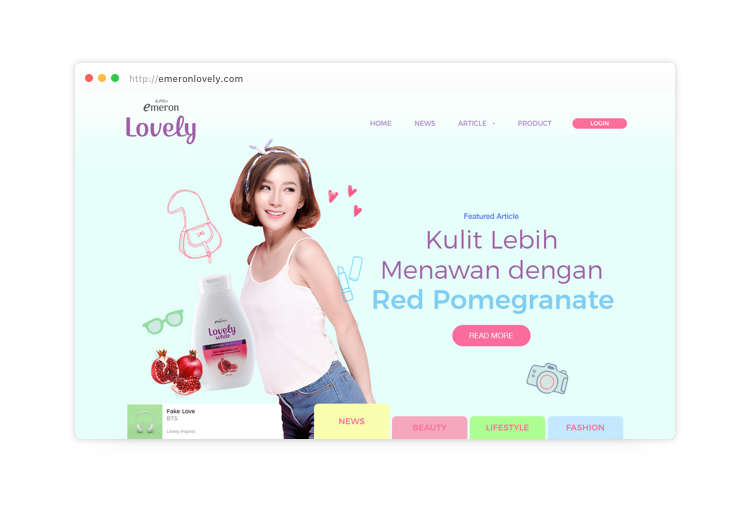 http://emeronlovely.com
emeron
Lovely
HOME
NEWS
ARTICLE
PRODUCT
LOGIN
Featured Article
Kulit Lebih
Menawan dengan
Red Pomegranate
READ MORE
emeron
Lovely
white
Fake Love
BTS
Lovely Playlist
NEWS
BEAUTY
LIFESTYLE
FASHION